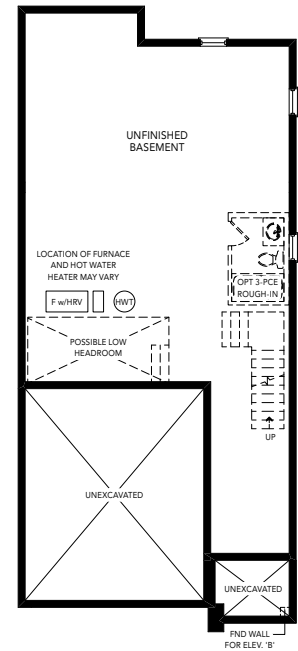 UNFINISHED
BASEMENT
LOCATION OF FURNACE
AND HOT WATER
HEATER MAY VARY
F w/HRV
HWT
OPT 3-PCE
ROUGH-IN
POSSIBLE LOW
HEADROOM
UP
UNEXCAVATED
UNEXCAVATED
FND WALL
FOR ELEV. 'B'